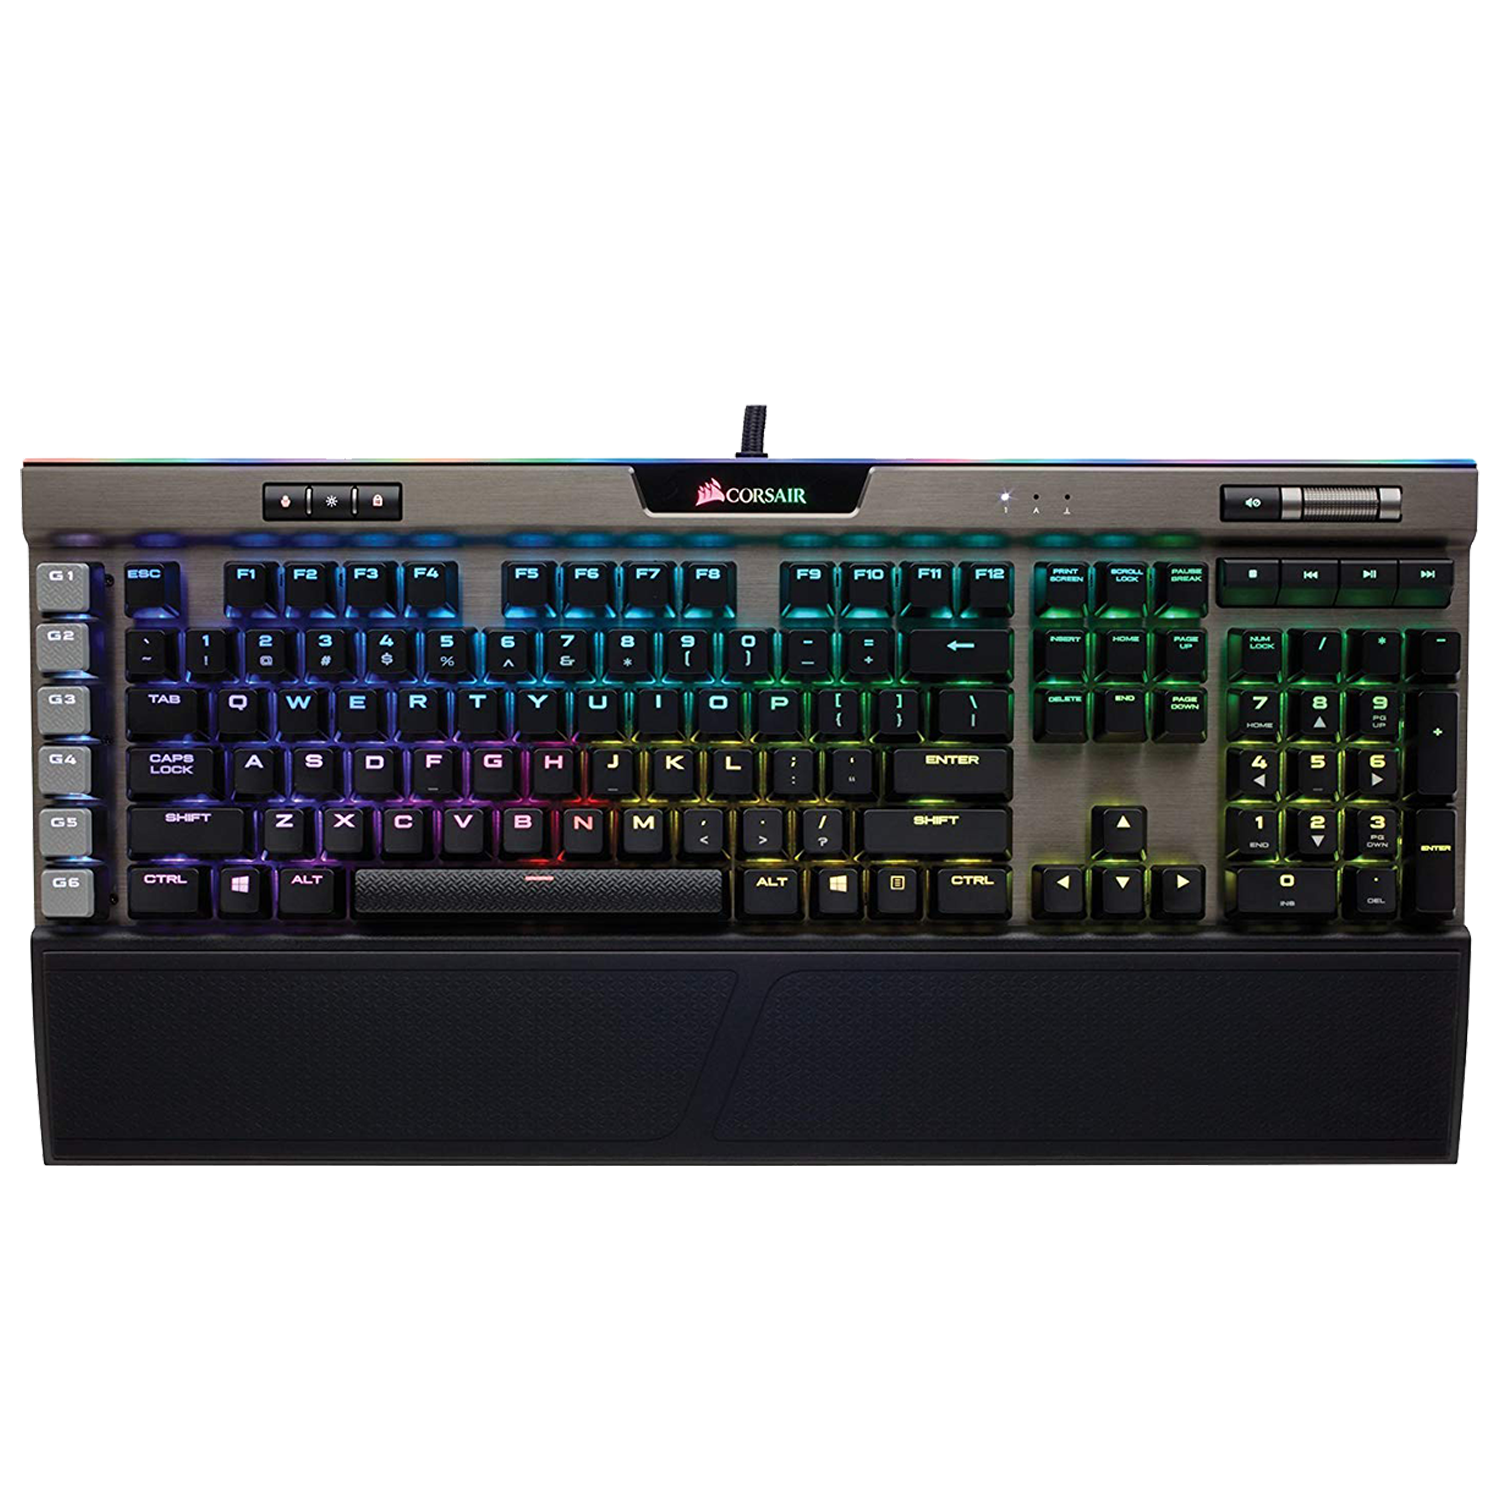 CORSAIR
G1 ESC F1 F2 F3 F4 F5 F6 F7 F8 F9 F10 F11 F12 PRINT SCREEN SCROLL LOCK PAUSE BREAK
G2 ` ~ 1 ! 2 @ 3 # 4 $ 5 % 6 ^ 7 & 8 * 9 ( 0 ) - _ = + ← INSERT HOME PAGE UP NUM LOCK / * -
G3 TAB Q W E R T Y U I O P [ { ] } \ | DELETE END PAGE DOWN 7 HOME 8 ▲ 9 PG UP +
G4 CAPS LOCK A S D F G H J K L ; : ' " ENTER 4 ◀ 5 6 ▶
G5 SHIFT Z X C V B N M , < . > / ? SHIFT ▲ 1 END 2 ▼ 3 PG DWN ENTER
G6 CTRL ALT ALT CTRL ◀ ▼ ▶ 0 INS . DEL